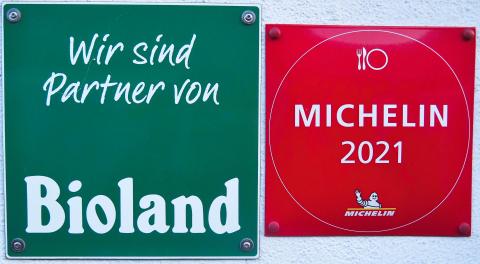 Wir sind
Partner von
Bioland
MICHELIN
2021
MICHELIN